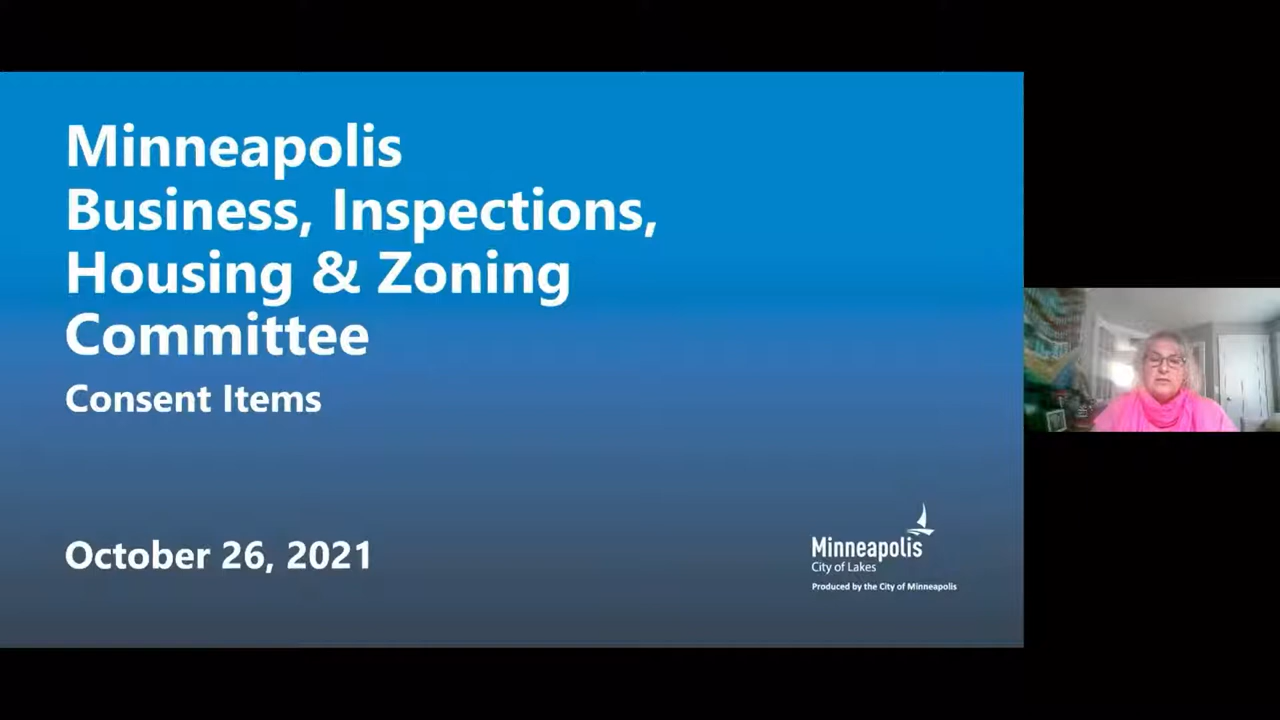 Minneapolis
Business, Inspections,
Housing & Zoning
Committee
Consent Items
October 26, 2021
Minneapolis
City of Lakes
Produced by the City of Minneapolis